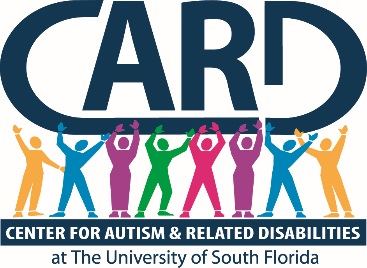 CARD
CENTER FOR AUTISM & RELATED DISABILITIES
at The University of South Florida